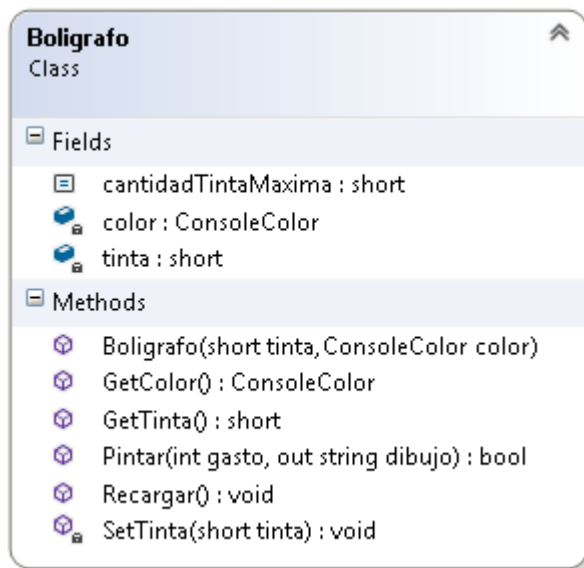 Boligrafo
Class
Fields
cantidadTintaMaxima : short
color : ConsoleColor
tinta : short
Methods
Boligrafo(short tinta,ConsoleColor color)
GetColor() : ConsoleColor
GetTinta() : short
Pintar(int gasto, out string dibujo) : bool
Recargar() : void
SetTinta(short tinta) : void